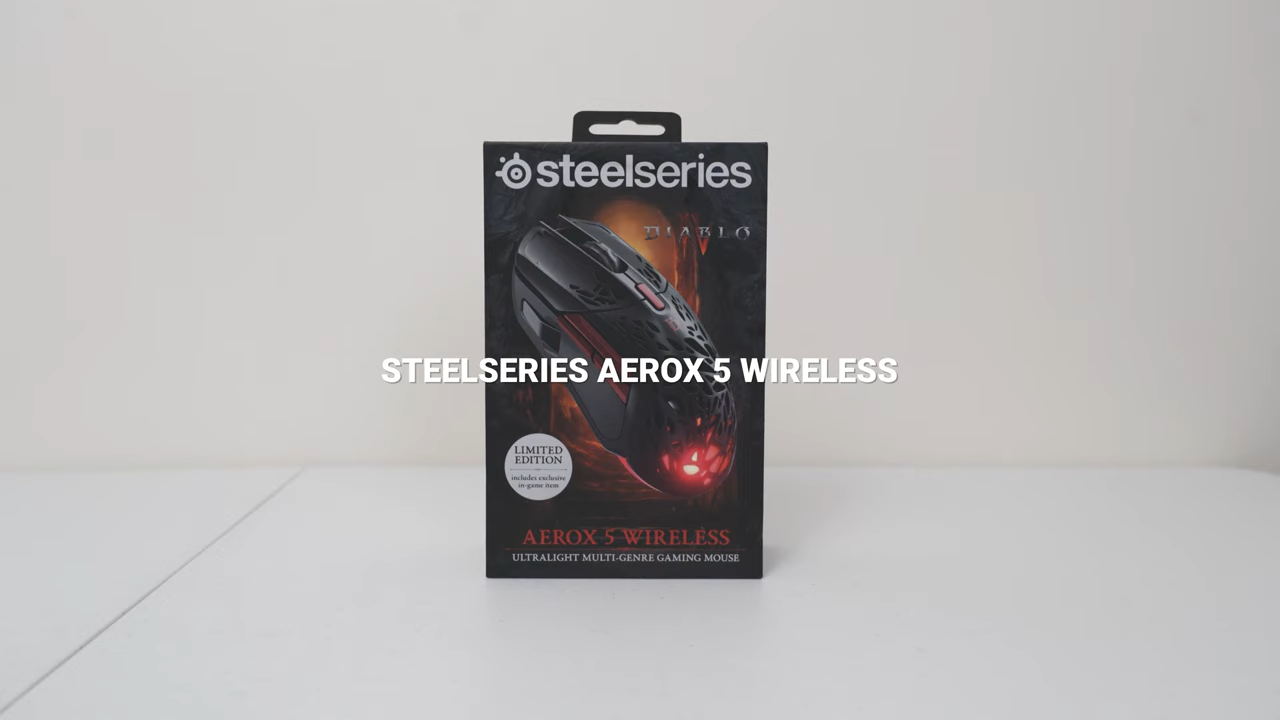 steelseries
DIABLO IV
STEELSERIES AEROX 5 WIRELESS
LIMITED
EDITION
includes exclusive
in-game item
AEROX 5 WIRELESS
ULTRALIGHT MULTI-GENRE GAMING MOUSE